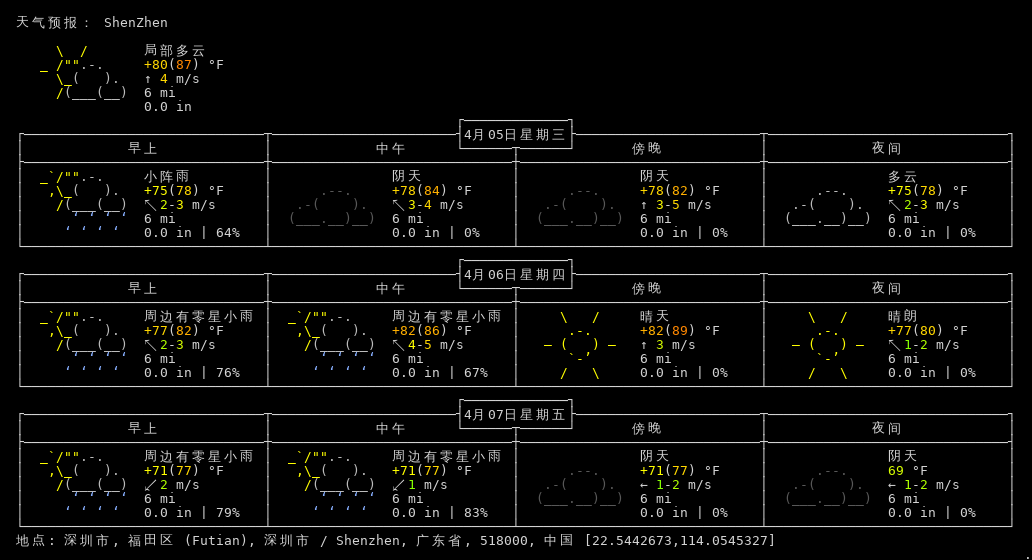 天气预报： ShenZhen
局部多云
+80(87) °F
↑ 4 m/s
6 mi
0.0 in
4月05日星期三
早上 中午 傍晚 夜间
小阵雨 阴天 阴天 多云
+75(78) °F +78(84) °F +78(82) °F +75(78) °F
↖ 2-3 m/s ↖ 3-4 m/s ↑ 3-5 m/s ↖ 2-3 m/s
6 mi 6 mi 6 mi 6 mi
0.0 in | 64% 0.0 in | 0% 0.0 in | 0% 0.0 in | 0%
4月06日星期四
早上 中午 傍晚 夜间
周边有零星小雨 周边有零星小雨 晴天 晴朗
+77(82) °F +82(86) °F +82(89) °F +77(80) °F
↖ 2-3 m/s ↖ 4-5 m/s ↑ 3 m/s ↖ 1-2 m/s
6 mi 6 mi 6 mi 6 mi
0.0 in | 76% 0.0 in | 67% 0.0 in | 0% 0.0 in | 0%
4月07日星期五
早上 中午 傍晚 夜间
周边有零星小雨 周边有零星小雨 阴天 阴天
+71(77) °F +71(77) °F +71(77) °F 69 °F
↙ 2 m/s ↙ 1 m/s ← 1-2 m/s ← 1-2 m/s
6 mi 6 mi 6 mi 6 mi
0.0 in | 79% 0.0 in | 83% 0.0 in | 0% 0.0 in | 0%
地点: 深圳市, 福田区 (Futian), 深圳市 / Shenzhen, 广东省, 518000, 中国 [22.5442673,114.0545327]